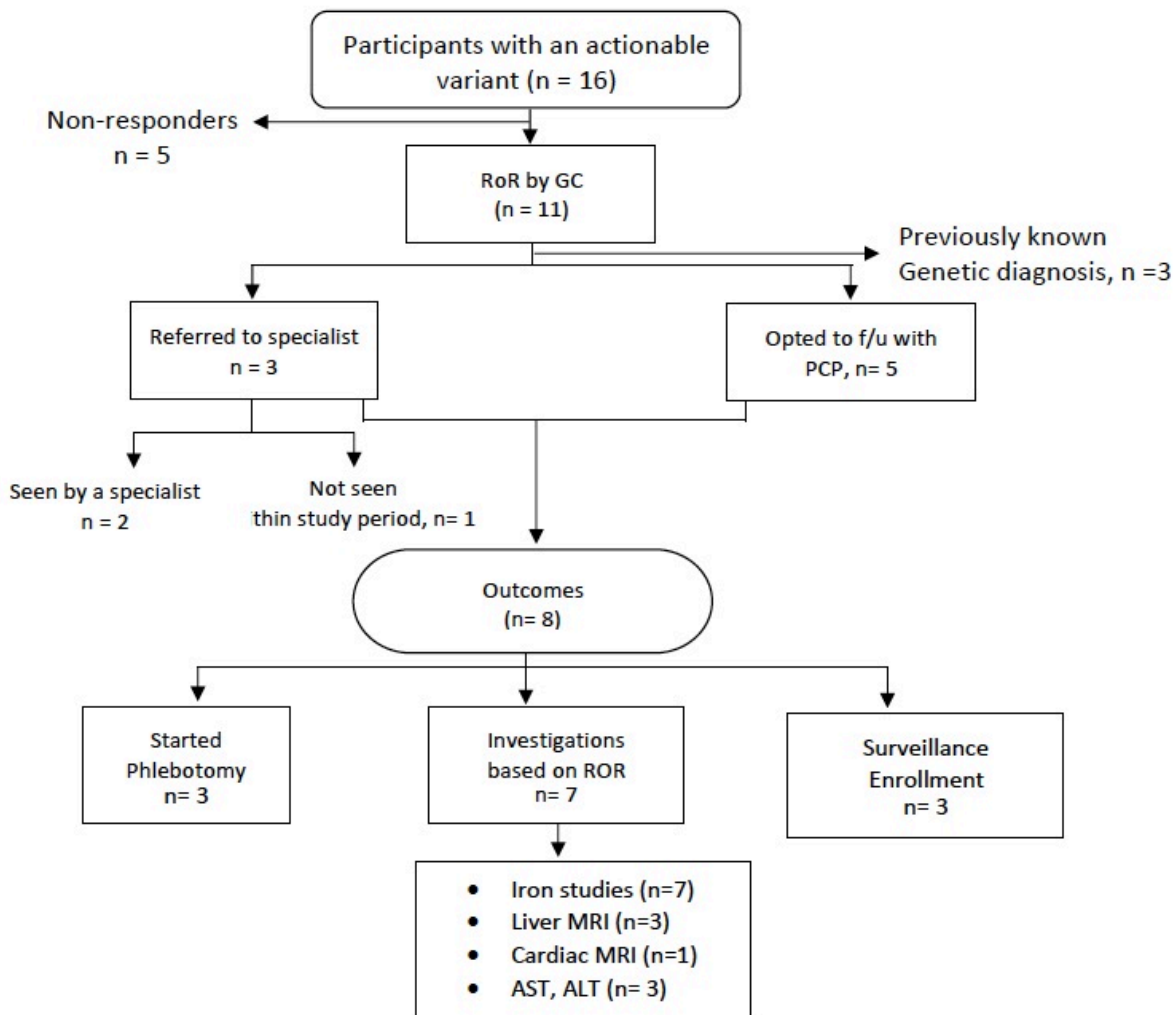 Participants with an actionable
variant (n = 16)
Non-responders
n = 5
RoR by GC
(n = 11)
Previously known
Genetic diagnosis, n =3
Referred to specialist
n = 3
Opted to f/u with
PCP, n= 5
Seen by a specialist
n = 2
Not seen
thin study period, n= 1
Outcomes
(n= 8)
Started
Phlebotomy
n= 3
Investigations
based on ROR
n= 7
Surveillance
Enrollment
n= 3
• Iron studies (n=7)
• Liver MRI (n=3)
• Cardiac MRI (n=1)
• AST, ALT (n= 3)